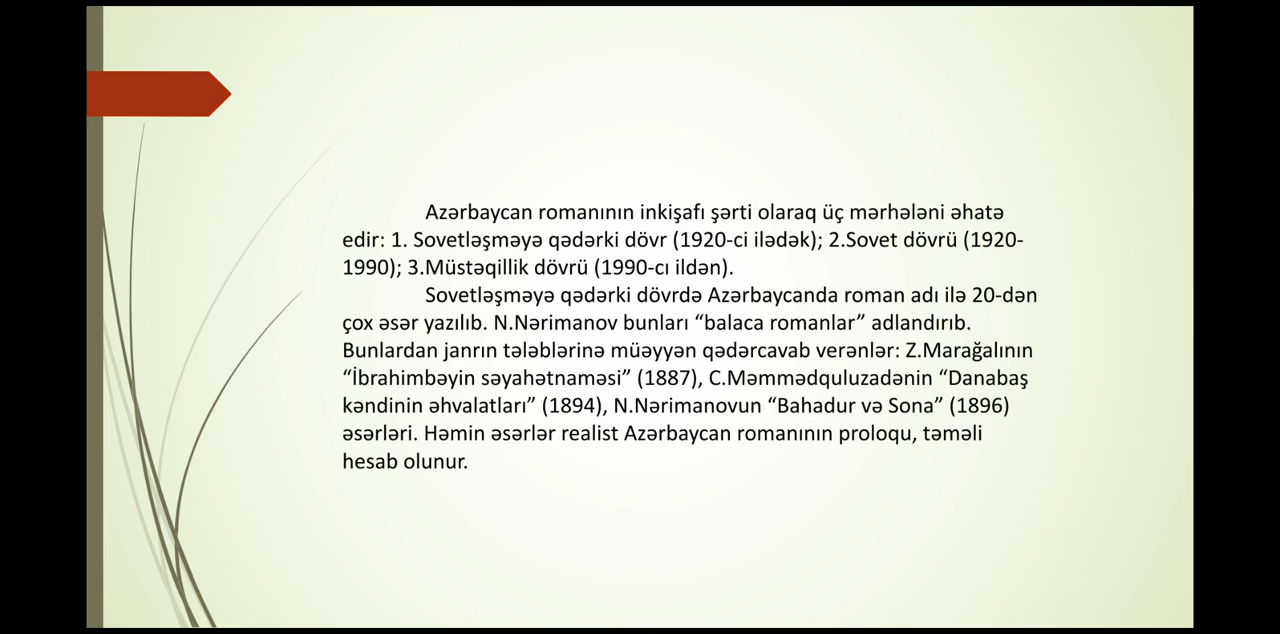 Azərbaycan romanının inkişafı şərti olaraq üç mərhələni əhatə
edir: 1. Sovetləşməyə qədərki dövr (1920-ci ilədək); 2.Sovet dövrü (1920-
1990); 3.Müstəqillik dövrü (1990-cı ildən).
Sovetləşməyə qədərki dövrdə Azərbaycanda roman adı ilə 20-dən
çox əsər yazılıb. N.Nərimanov bunları “balaca romanlar” adlandırıb.
Bunlardan janrın tələblərinə müəyyən qədərcavab verənlər: Z.Marağalının
“İbrahimbəyin səyahətnaməsi” (1887), C.Məmmədquluzadənin “Danabaş
kəndinin əhvalatları” (1894), N.Nərimanovun “Bahadur və Sona” (1896)
əsərləri. Həmin əsərlər realist Azərbaycan romanının proloqu, təməli
hesab olunur.